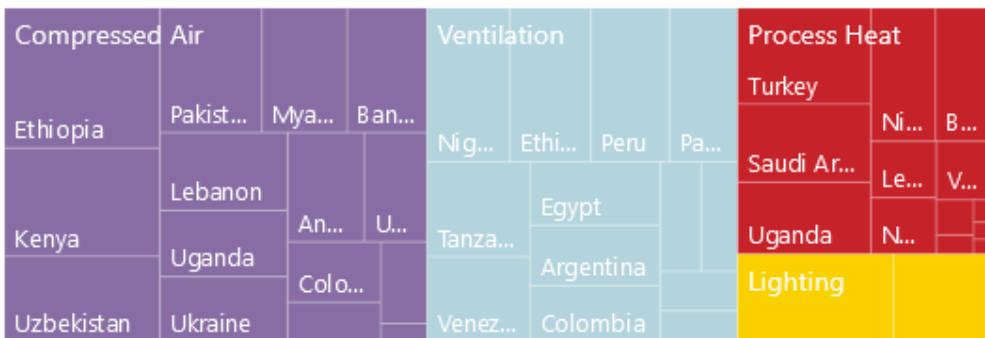 Compressed Air
Ethiopia
Kenya
Uzbekistan
Pakist...
Mya...
Ban...
Lebanon
Uganda
Ukraine
An...
U...
Colo...
Ventilation
Nig...
Ethi...
Peru
Pa...
Tanza...
Venez...
Egypt
Argentina
Colombia
Process Heat
Turkey
Saudi Ar...
Uganda
Ni...
B...
Le...
V...
N...
Lighting